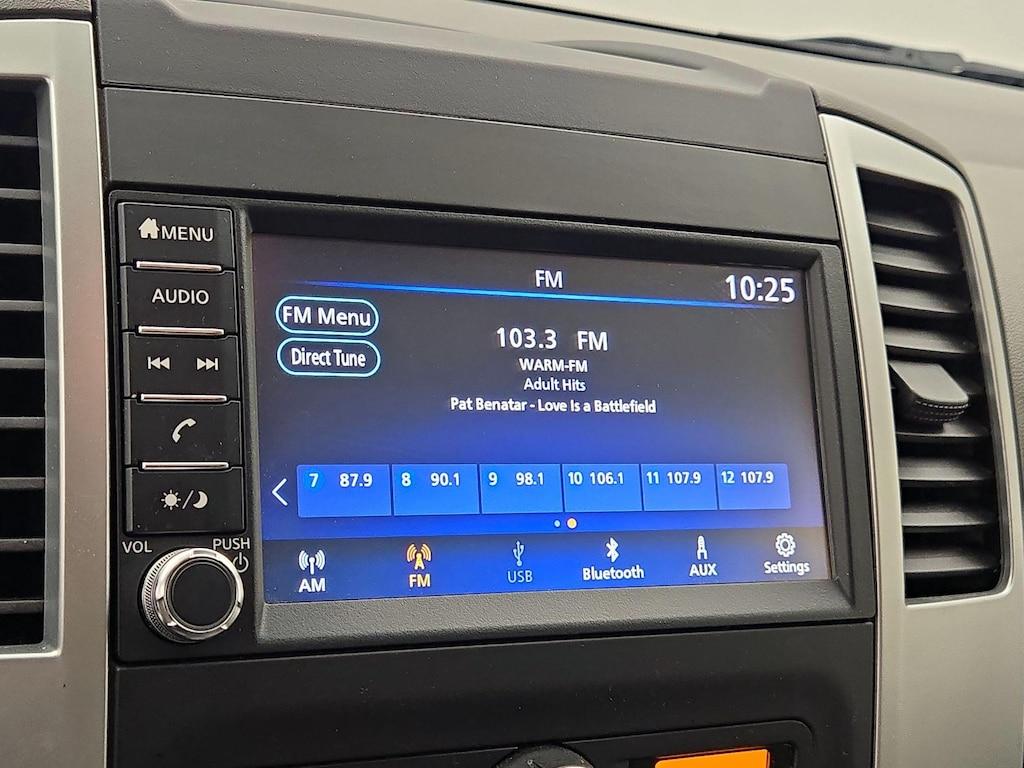 MENU
AUDIO
VOL
PUSH
FM
10:25
FM Menu
Direct Tune
103.3 FM
WARM-FM
Adult Hits
Pat Benatar - Love Is a Battlefield
7 87.9 8 90.1 9 98.1 10 106.1 11 107.9 12 107.9
AM FM USB Bluetooth AUX Settings